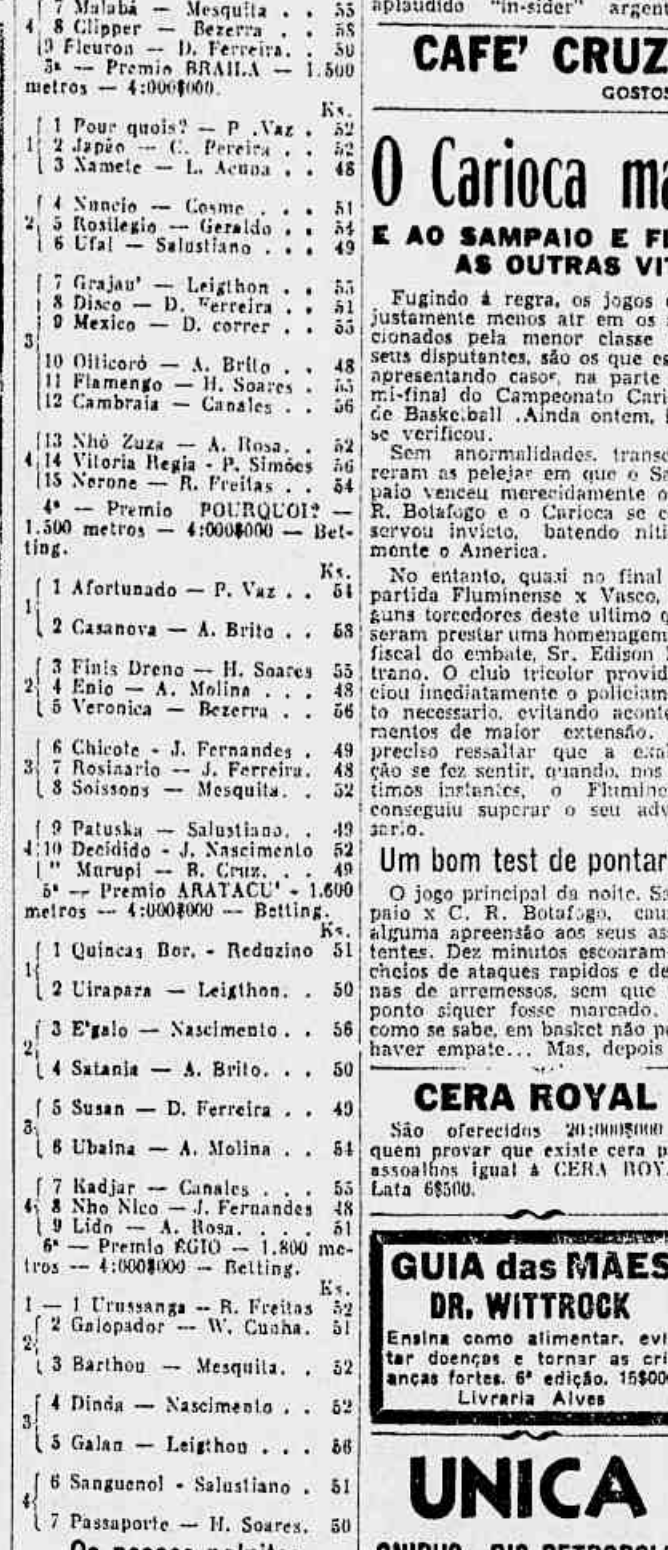 7 Malabá — Mesquita . . 55
4 8 Clipper — Bezerra . . 58
9 Fleuron — D. Ferreira. . 50
3ª — Premio BRAILA — 1.500
metros — 4:000$000.
Ks.
1 Pour quois? — P .Vaz . 52
1 2 Japão — C. Pereira . . 52
3 Xamete — L. Acuna . . 48
4 Nuncio — Cosme . . . 51
2 5 Rosilegio — Geraldo . . 54
6 Ufal — Salustiano . . . 49
7 Grajau' — Leigthon . . 55
8 Disco — D. Ferreira . . 51
9 Mexico — D. correr . . 55
3
10 Oiticoró — A. Brito . . 48
11 Flamengo — H. Soares . 55
12 Cambraia — Canales . . 56
13 Nhô Zuza — A. Rosa. . 52
4 14 Vitoria Regia - P. Simões 56
15 Nerone — R. Freitas . . 54
4ª — Premio POURQUOI? —
1.500 metros — 4:000$000 — Bet-
ting.
Ks.
1 Afortunado — P. Vaz . . 51
1
2 Casanova — A. Brito . . 58
3 Finis Dreno — H. Soares 55
2 4 Enio — A. Molina . . . 48
5 Veronica — Bezerra . . 56
6 Chicote - J. Fernandes . 49
3 7 Rosinario — J. Ferreira. 48
8 Soissons — Mesquita. . 52
9 Patuska — Salustiano. . 49
4 10 Decidido - J. Nascimento 52
" Murupi — B. Cruz. . . 49
5ª — Premio ARATACU' - 1.600
metros — 4:000$000 — Betting.
Ks.
1 Quincas Bor. - Reduzino 51
1
2 Uirapara — Leigthon. . 50
3 E'galo — Nascimento . . 56
2
4 Satania — A. Brito. . . 50
5 Susan — D. Ferreira . . 49
3
6 Ubaina — A. Molina . . 54
7 Kadjar — Canales . . . 55
4 8 Nho Nico — J. Fernandes 48
9 Lido — A. Rosa. . . . 51
6ª — Premio EGIO — 1.800 me-
tros — 4:000$000 — Betting.
Ks.
1 — 1 Urussanga — R. Freitas 52
2 Galopador — W. Cunha. 51
2
3 Barthou — Mesquita. . 52
4 Dinda — Nascimento . . 52
3
5 Galan — Leigthon . . . 56
6 Sanguenol - Salustiano . 51
4
7 Passaporte — H. Soares. 50
aplaudido "in-sider" argent
CAFE' CRUZ
GOSTOS
O Carioca ma
E AO SAMPAIO E FL
AS OUTRAS VIT
Fugindo á regra, os jogos
justamente menos atr em os
cionados pela menor classe
seus disputantes, são os que es
apresentando casos, na parte
mi-final do Campeonato Cari
de Basketball .Ainda ontem,
se verificou.
Sem anormalidades, transc
reram as pelejar em que o Sa
paio venceu merecidamente o
R. Botafogo e o Carioca se c
servou invicto, batendo niti
mente o America.
No entanto, quasi no final
partida Fluminense x Vasco,
guns torcedores deste ultimo q
seram prestar uma homenagem
fiscal do embate, Sr. Edison
trano. O club tricolor provid
ciou imediatamente o policiam
to necessario, evitando aconte
mentos de maior extensão.
preciso ressaltar que a exal
ção se fez sentir, quando, nos
timos instantes, o Flumine
conseguiu superar o seu adv
sario.
Um bom test de pontar
O jogo principal da noite, Sa
paio x C. R. Botafogo, cau
alguma apreensão aos seus as
tentes. Dez minutos escoaram
cheios de ataques rapidos e de
nas de arremessos, sem que
ponto siquer fosse marcado.
como se sabe, em basket não p
haver empate... Mas, depois
CERA ROYAL
São oferecidos 20:000$000
quem provar que existe cera p
assoalhos igual á CERA ROY
Lata 6$500.
GUIA das MÃES
DR. WITTROCK
Ensina como alimentar, evi
tar doenças e tornar as cri
anças fortes. 6ª edição. 15$000
Livraria Alves
UNICA